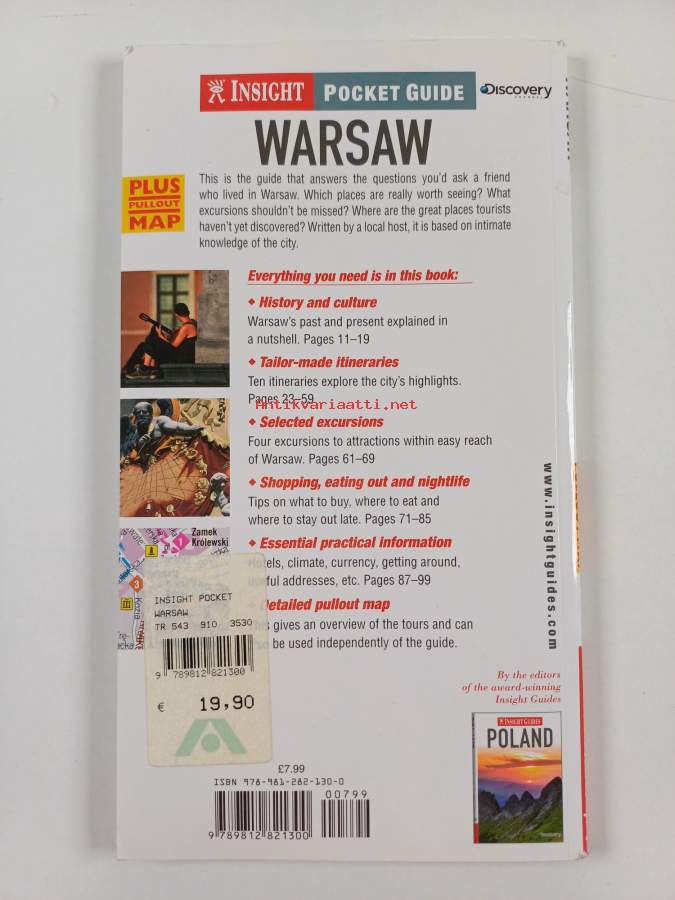 INSIGHT POCKET GUIDE Discovery
CHANNEL
WARSAW
PLUS
PULLOUT
MAP
This is the guide that answers the questions you'd ask a friend
who lived in Warsaw. Which places are really worth seeing? What
excursions shouldn't be missed? Where are the great places tourists
haven't yet discovered? Written by a local host, it is based on intimate
knowledge of the city.
Everything you need is in this book:
History and culture
Warsaw's past and present explained in
a nutshell. Pages 11–19
Tailor-made itineraries
Ten itineraries explore the city's highlights.
Pages 23–59
Antikvariaatti.net
Selected excursions
Four excursions to attractions within easy reach
of Warsaw. Pages 61–69
Shopping, eating out and nightlife
Tips on what to buy, where to eat and
where to stay out late. Pages 71–85
Essential practical information
Hotels, climate, currency, getting around,
addresses, etc. Pages 87–99
Detailed pullout map
gives an overview of the tours and can
be used independently of the guide.
Zamek
Królewski
1
3
www.insightguides.com
INSIGHT POCKET
WARSAW
TR 543 910 3530
9 789812 821300
€ 19,90
By the editors
of the award-winning
Insight Guides
INSIGHT GUIDES
POLAND
Discovery
£7.99
ISBN 978-981-282-130-0
00799
9 789812 821300